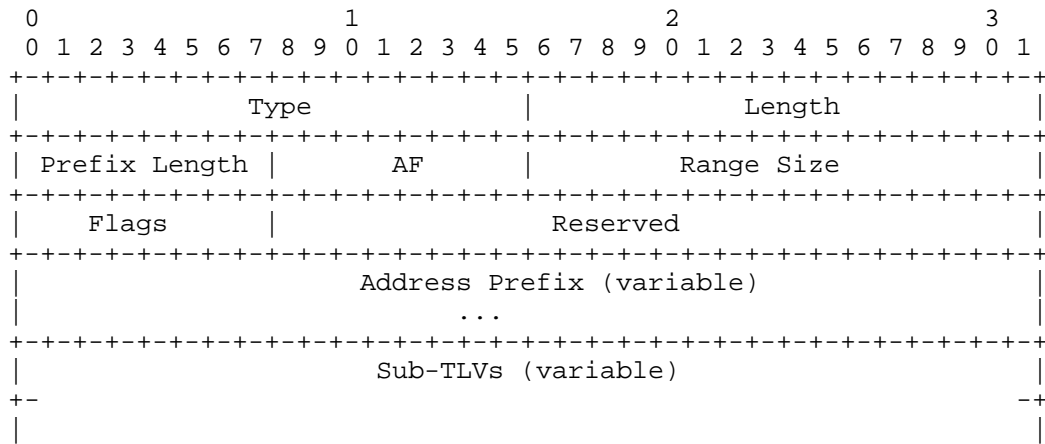 0                   1                   2                   3
 0 1 2 3 4 5 6 7 8 9 0 1 2 3 4 5 6 7 8 9 0 1 2 3 4 5 6 7 8 9 0 1
+-+-+-+-+-+-+-+-+-+-+-+-+-+-+-+-+-+-+-+-+-+-+-+-+-+-+-+-+-+-+-+-+
|              Type             |             Length            |
+-+-+-+-+-+-+-+-+-+-+-+-+-+-+-+-+-+-+-+-+-+-+-+-+-+-+-+-+-+-+-+-+
| Prefix Length |       AF      |         Range Size            |
+-+-+-+-+-+-+-+-+-+-+-+-+-+-+-+-+-+-+-+-+-+-+-+-+-+-+-+-+-+-+-+-+
|    Flags      |                 Reserved                      |
+-+-+-+-+-+-+-+-+-+-+-+-+-+-+-+-+-+-+-+-+-+-+-+-+-+-+-+-+-+-+-+-+
|                     Address Prefix (variable)                 |
|                           ...                                 |
+-+-+-+-+-+-+-+-+-+-+-+-+-+-+-+-+-+-+-+-+-+-+-+-+-+-+-+-+-+-+-+-+
|                      Sub-TLVs (variable)                      |
+-                                                             -+
|                                                               |